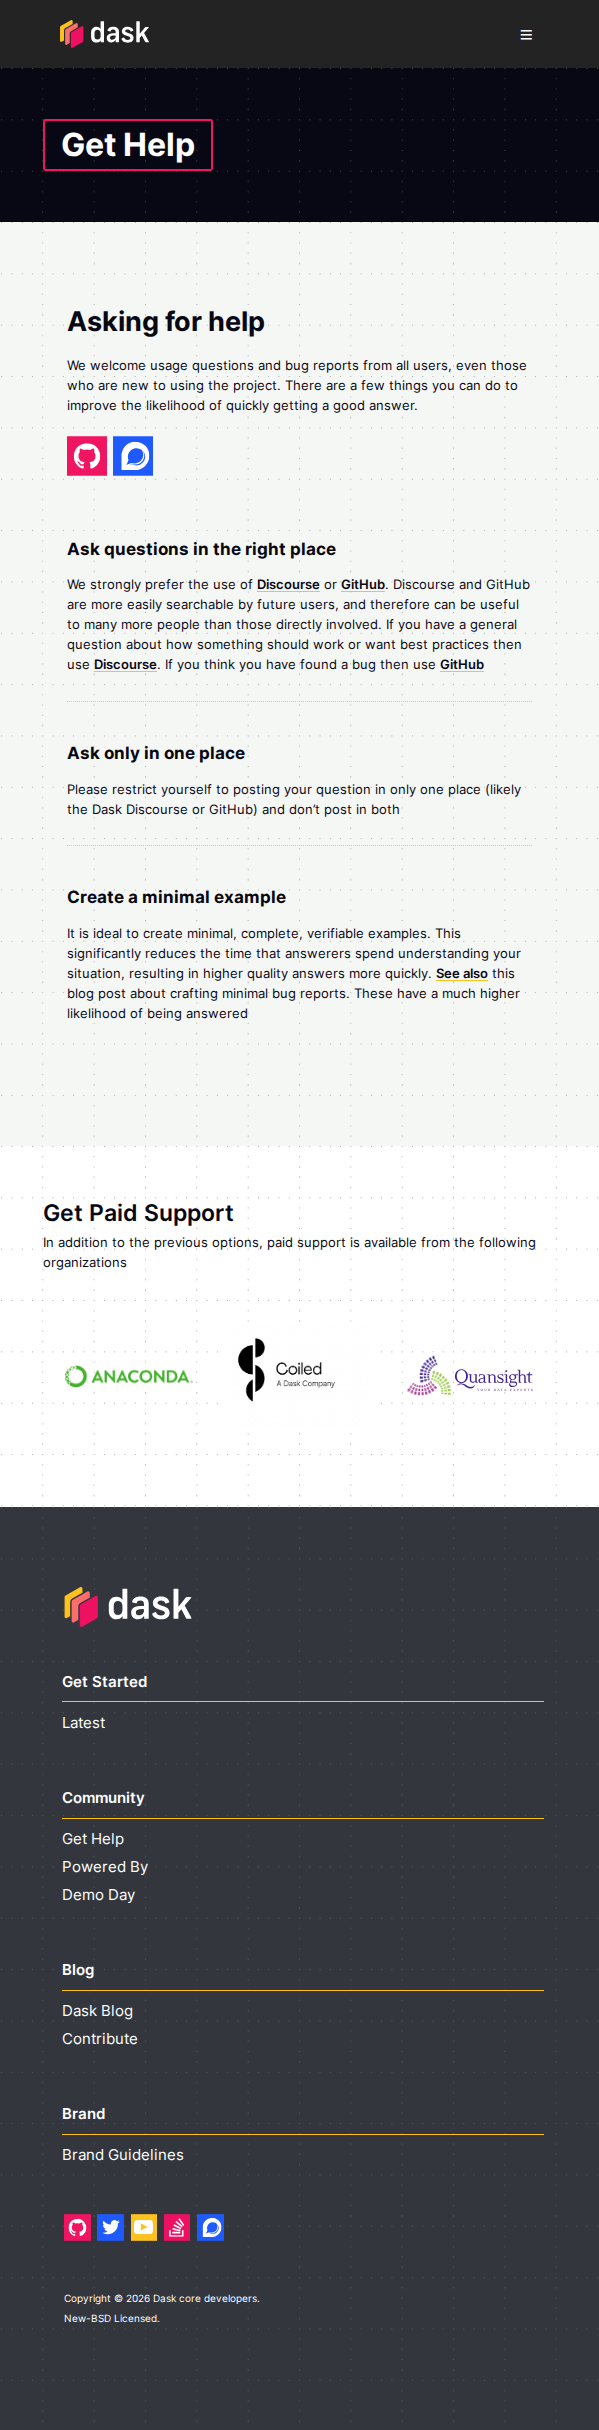 dask
Get Help
Asking for help
We welcome usage questions and bug reports from all users, even those
who are new to using the project. There are a few things you can do to
improve the likelihood of quickly getting a good answer.
Ask questions in the right place
We strongly prefer the use of Discourse or GitHub. Discourse and GitHub
are more easily searchable by future users, and therefore can be useful
to many more people than those directly involved. If you have a general
question about how something should work or want best practices then
use Discourse. If you think you have found a bug then use GitHub
Ask only in one place
Please restrict yourself to posting your question in only one place (likely
the Dask Discourse or GitHub) and don’t post in both
Create a minimal example
It is ideal to create minimal, complete, verifiable examples. This
significantly reduces the time that answerers spend understanding your
situation, resulting in higher quality answers more quickly. See also this
blog post about crafting minimal bug reports. These have a much higher
likelihood of being answered
Get Paid Support
In addition to the previous options, paid support is available from the following
organizations
ANACONDA.
Coiled
A Dask Company
Quansight
YOUR DATA EXPERTS
dask
Get Started
Latest
Community
Get Help
Powered By
Demo Day
Blog
Dask Blog
Contribute
Brand
Brand Guidelines
Copyright © 2026 Dask core developers.
New-BSD Licensed.